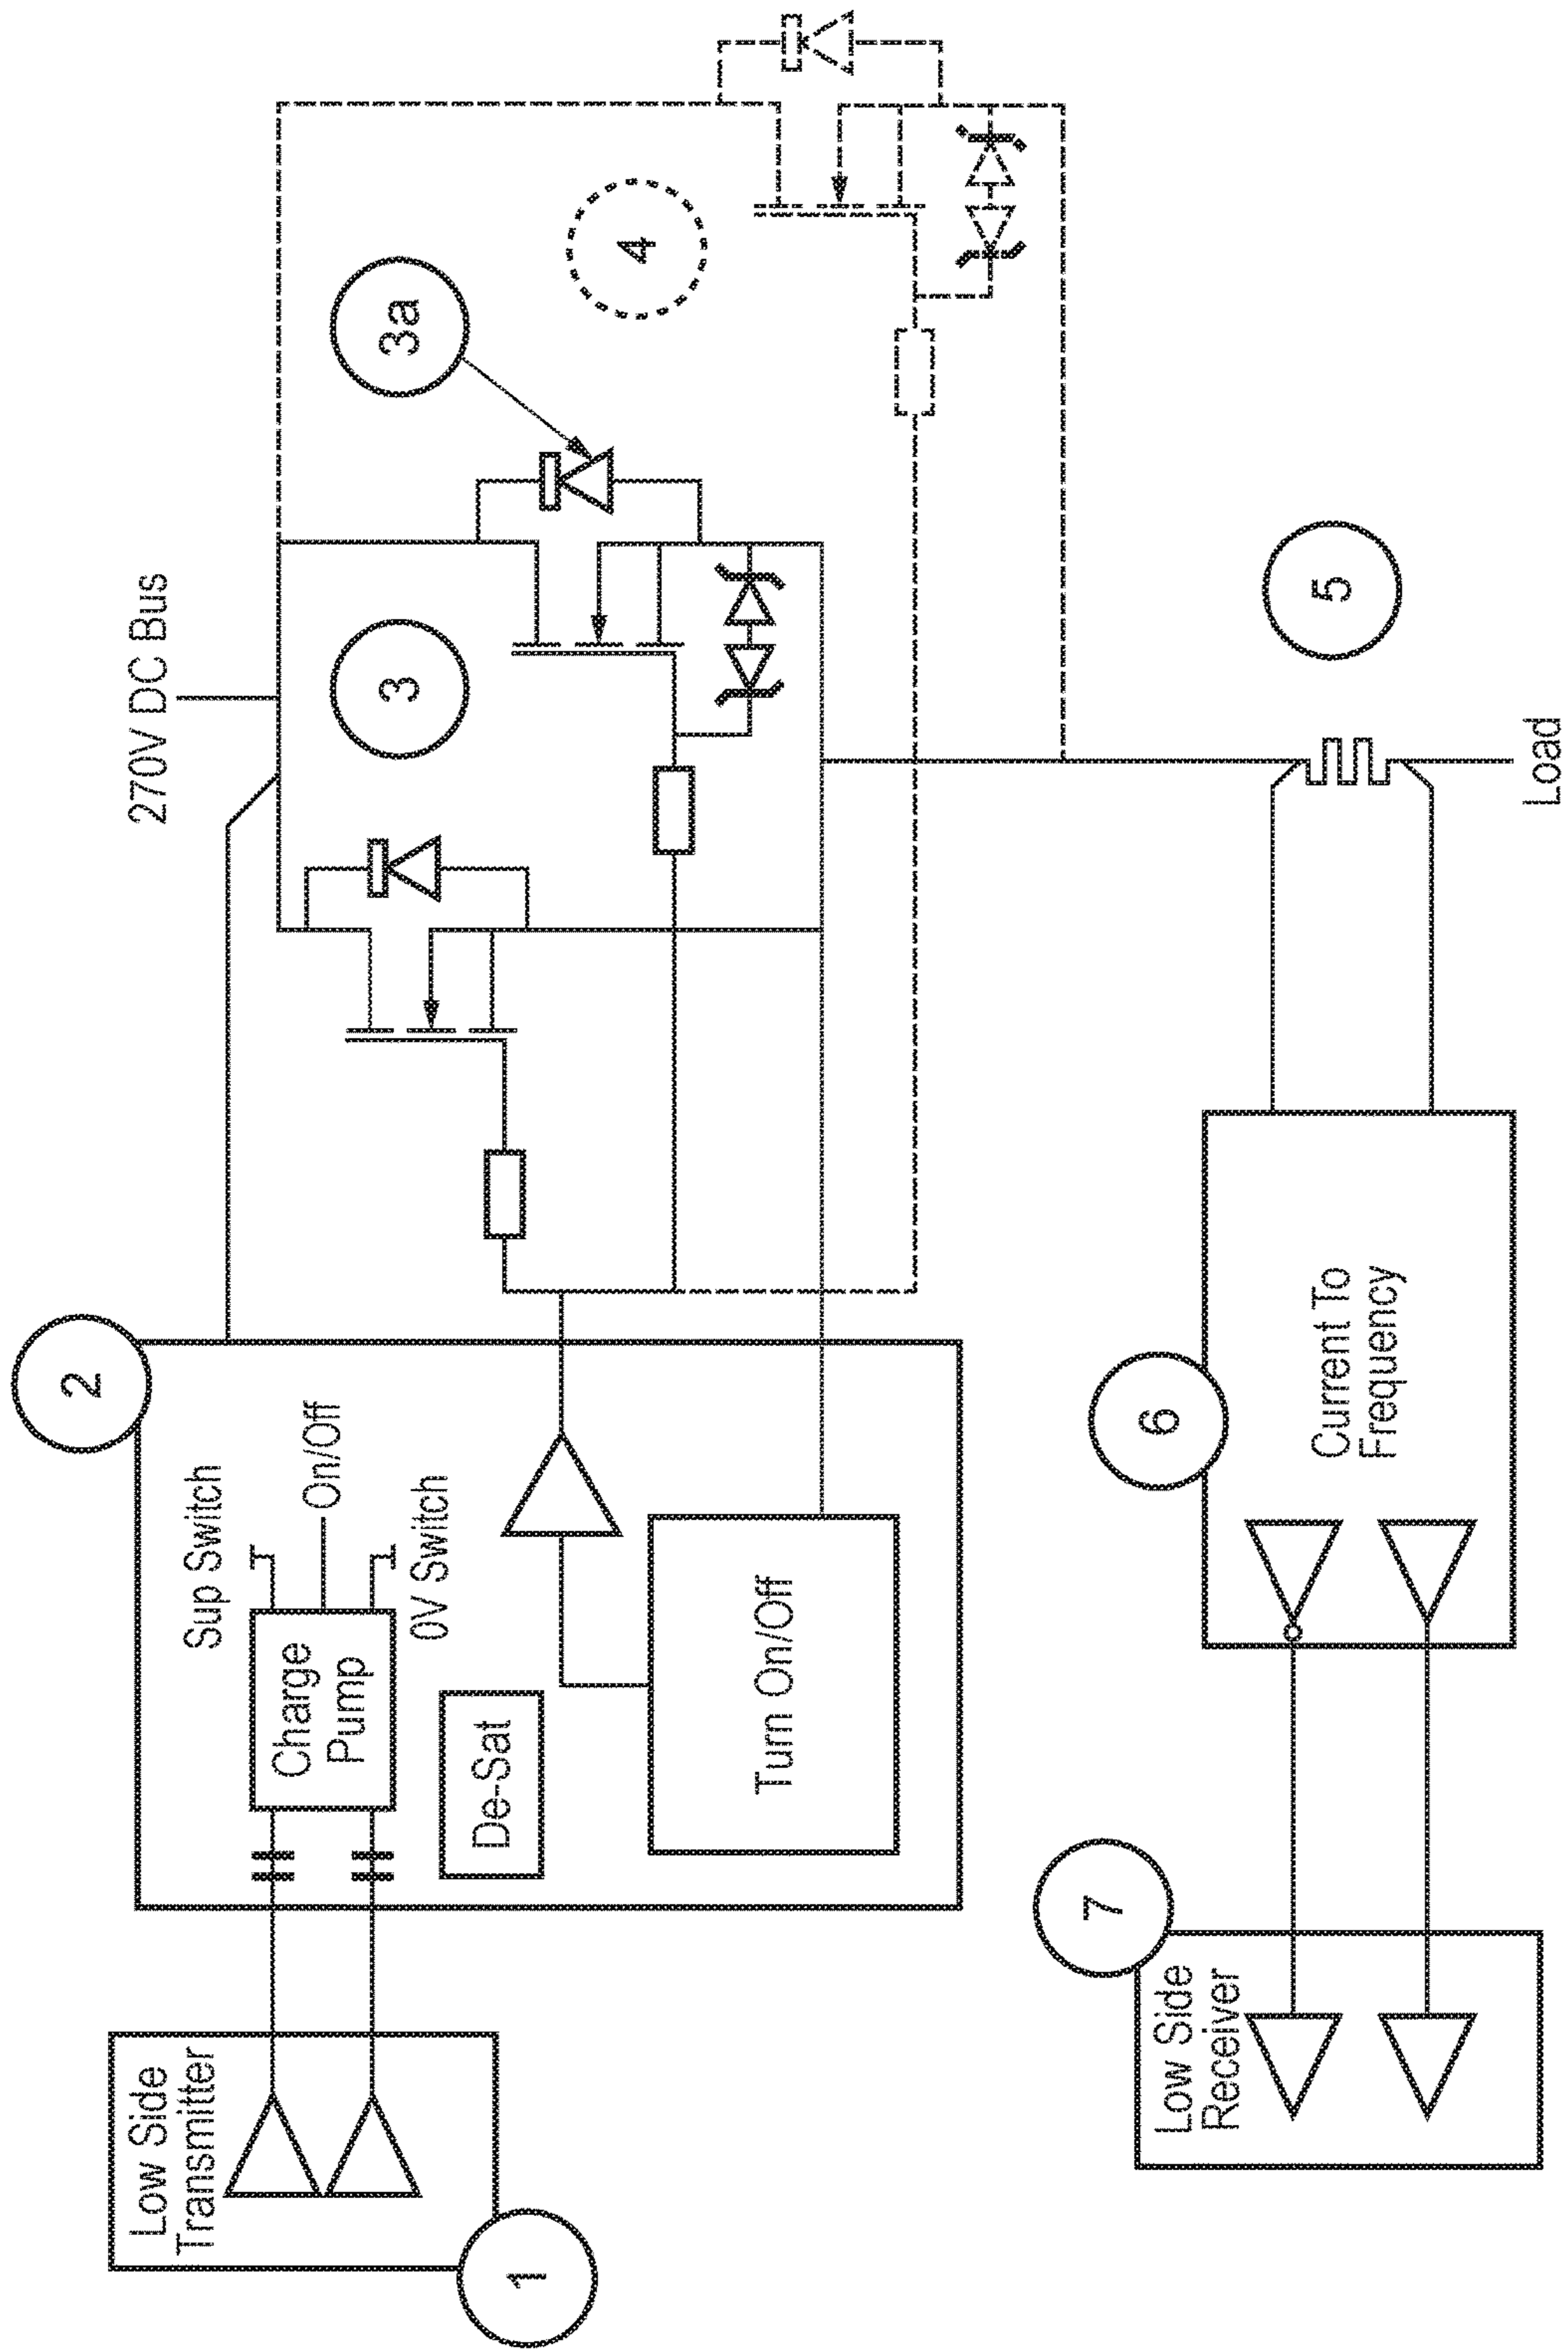 270V DC Bus
2
Sup Switch
On/Off
0V Switch
Charge
Pump
De-Sat
Turn On/Off
Low Side
Transmitter
1
3
3a
4
5
Load
6
Current To
Frequency
7
Low Side
Receiver